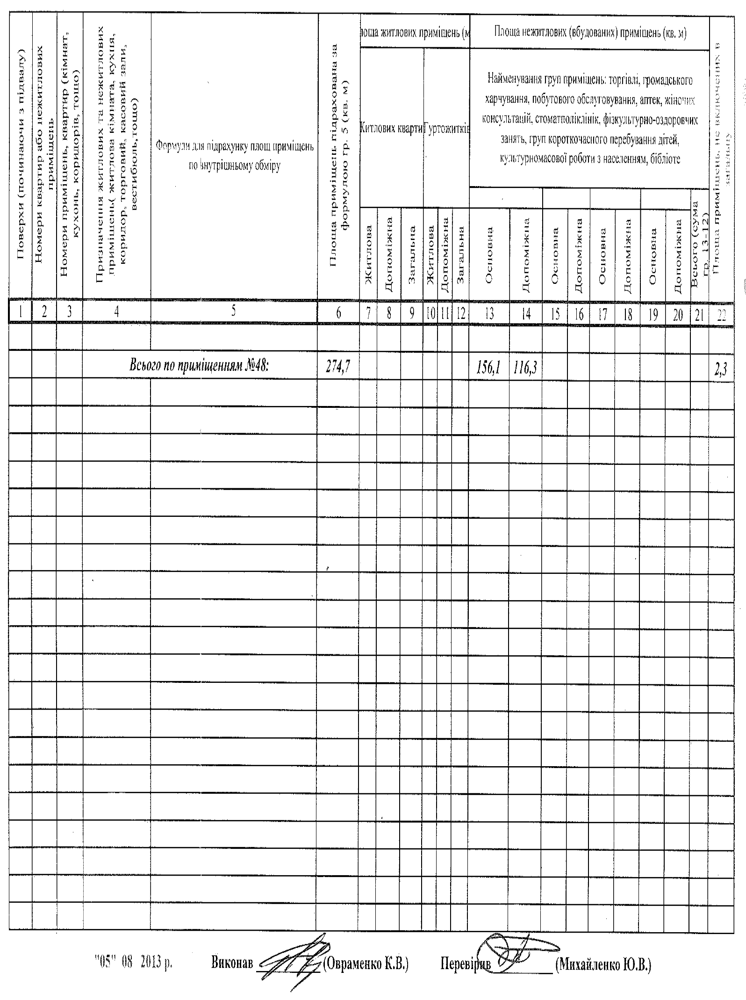 Поверхи (починаючи з підвалу)
Номери квартир або нежитлових
приміщень
Номери приміщень, квартир (кімнат,
кухонь, коридорів, тощо)
Призначення житлових та нежитлових
приміщень( житлова кімната, кухня,
коридор, торговий, касовий зали,
вестибюль,тощо)
Формули для підрахунку площ приміщень
по внутрішньому обміру
Площа приміщень підрахована за
формулою гр. 5 (кв. м)
лоща житлових приміщень (м
Житлових кварти
Гуртожитків
Житлова
Допоміжна
Загальна
Житлова
Допоміжна
Загальна
Площа нежитлових (вбудованих) приміщень (кв. м)
Найменування груп приміщень: торгівлі, громадського
харчування, побутового обслуговування, аптек, жіночих
консультацій, стоматполіклінік, фізкультурно-оздоровчих
занять, груп короткочасного перебування дітей,
культурномасової роботи з населенням, бібліоте
Основна
Допоміжна
Основна
Допоміжна
Основна
Допоміжна
Основна
Допоміжна
Всього (сума
гр. 13-12)
Площа приміщень, не включених в
загальну
1 2 3 4 5 6 7 8 9 10 11 12 13 14 15 16 17 18 19 20 21 22
Всього по приміщенням №48: 274,7 156,1 116,3 2,3
"05" 08 2013 р. Виконав (Овраменко К.В.) Перевірив (Михайленко Ю.В.)